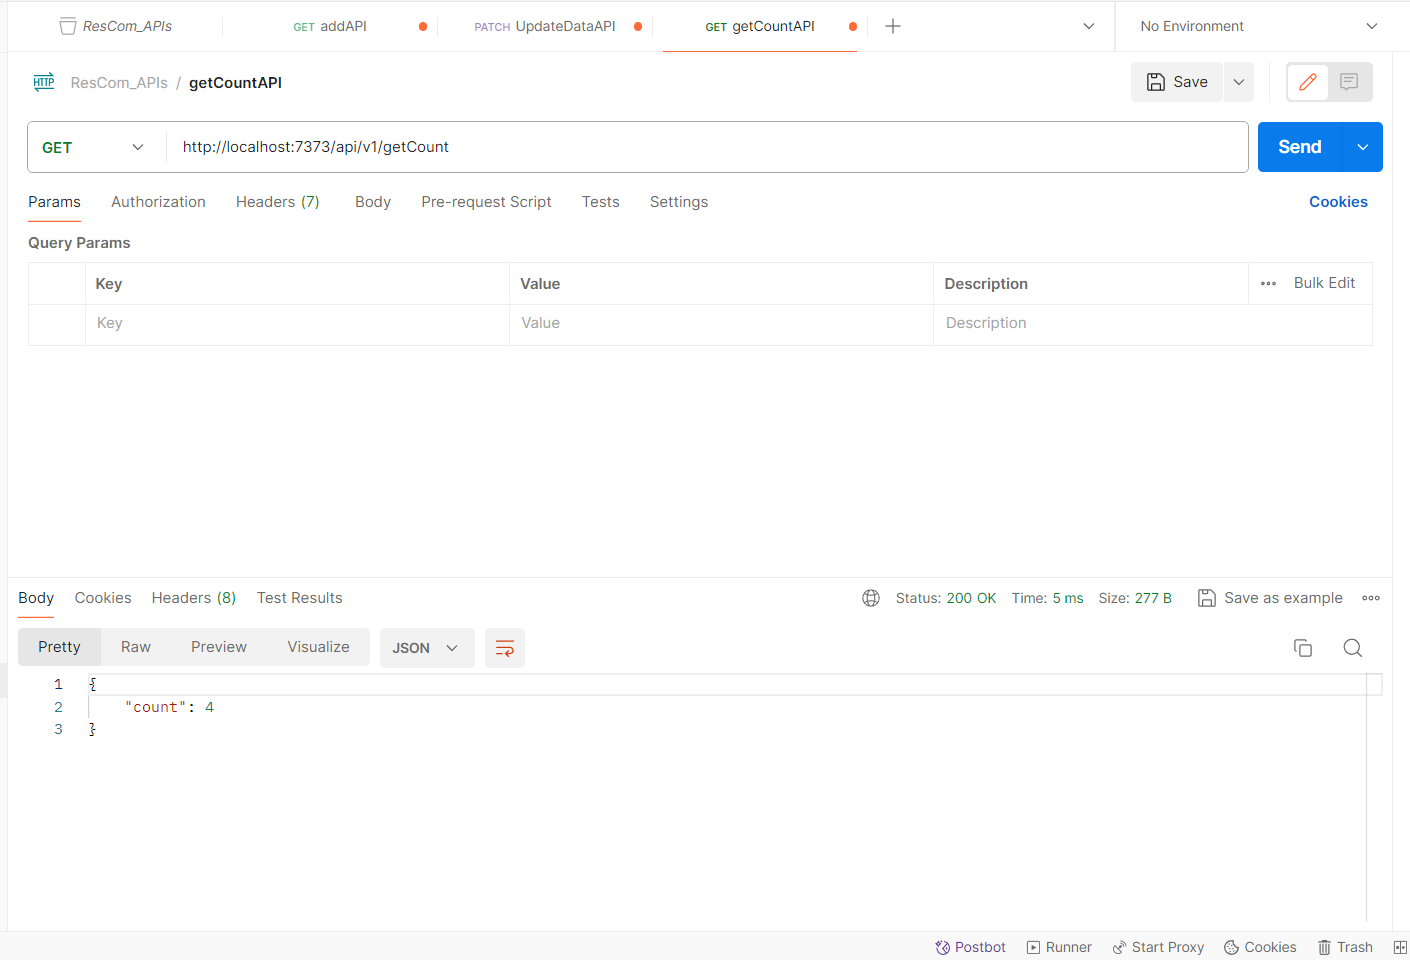 ResCom_APIs GET addAPI PATCH UpdateDataAPI GET getCountAPI No Environment
HTTP ResCom_APIs / getCountAPI Save
GET http://localhost:7373/api/v1/getCount Send
Params Authorization Headers (7) Body Pre-request Script Tests Settings Cookies
Query Params
Key Value Description Bulk Edit
Key Value Description
Body Cookies Headers (8) Test Results Status: 200 OK Time: 5 ms Size: 277 B Save as example
Pretty Raw Preview Visualize JSON
1 {
2 "count": 4
3 }
Postbot Runner Start Proxy Cookies Trash